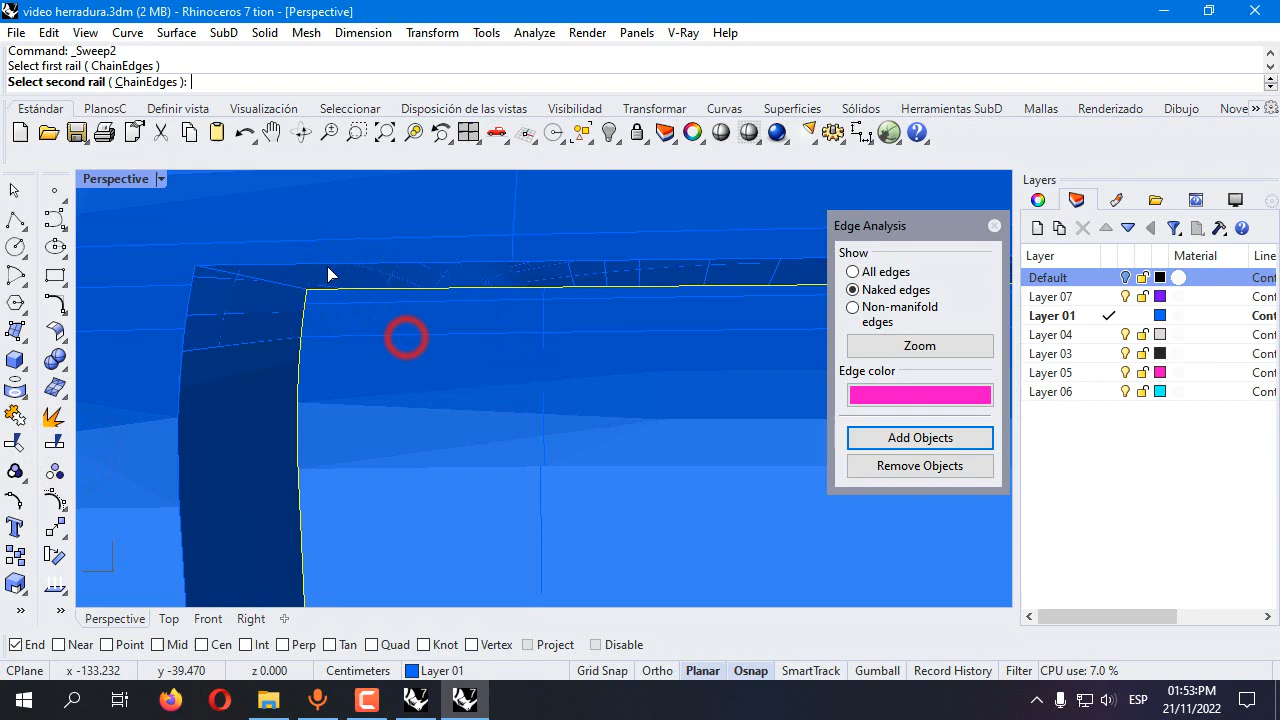 video herradura.3dm (2 MB) - Rhinoceros 7 tion - [Perspective]
File Edit View Curve Surface SubD Solid Mesh Dimension Transform Tools Analyze Render Panels V-Ray Help
Command: _Sweep2
Select first rail ( ChainEdges )
Select second rail ( ChainEdges ):
Estándar PlanosC Definir vista Visualización Seleccionar Disposición de las vistas Visibilidad Transformar Curvas Superficies Sólidos Herramientas SubD Mallas Renderizado Dibujo Nove
Perspective
Layers
Edge Analysis
Show
All edges
Naked edges
Non-manifold
edges
Zoom
Edge color
Add Objects
Remove Objects
Layer Material Line
Default Cont
Layer 07 Cont
Layer 01 Cont
Layer 04 Cont
Layer 03 Cont
Layer 05 Cont
Layer 06 Cont
Perspective Top Front Right
End Near Point Mid Cen Int Perp Tan Quad Knot Vertex Project Disable
CPlane x -133.232 y -39.470 z 0.000 Centimeters Layer 01 Grid Snap Ortho Planar Osnap SmartTrack Gumball Record History Filter CPU use: 7.0 %
ESP
01:53:PM
21/11/2022